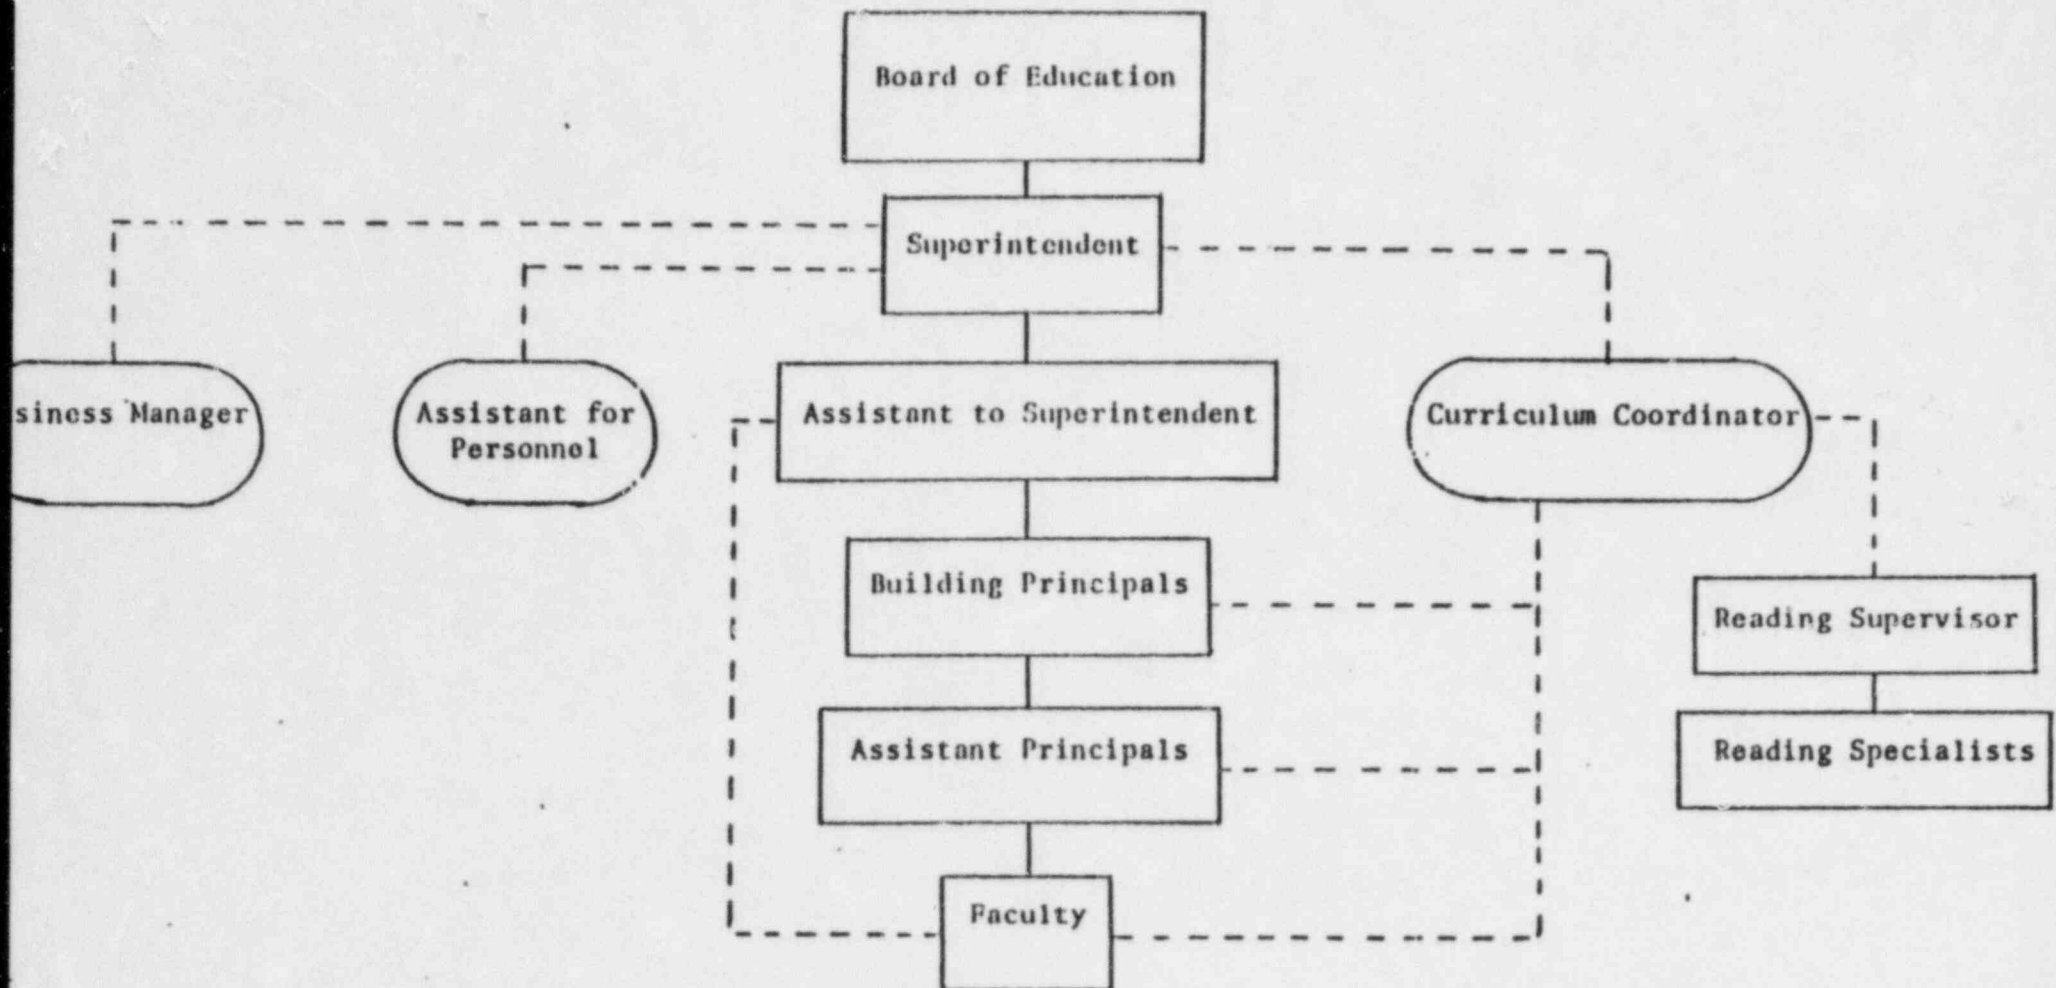 Board of Education
Superintendent
siness Manager
Assistant for
Personnel
Assistant to Superintendent
Curriculum Coordinator
Building Principals
Reading Supervisor
Assistant Principals
Reading Specialists
Faculty